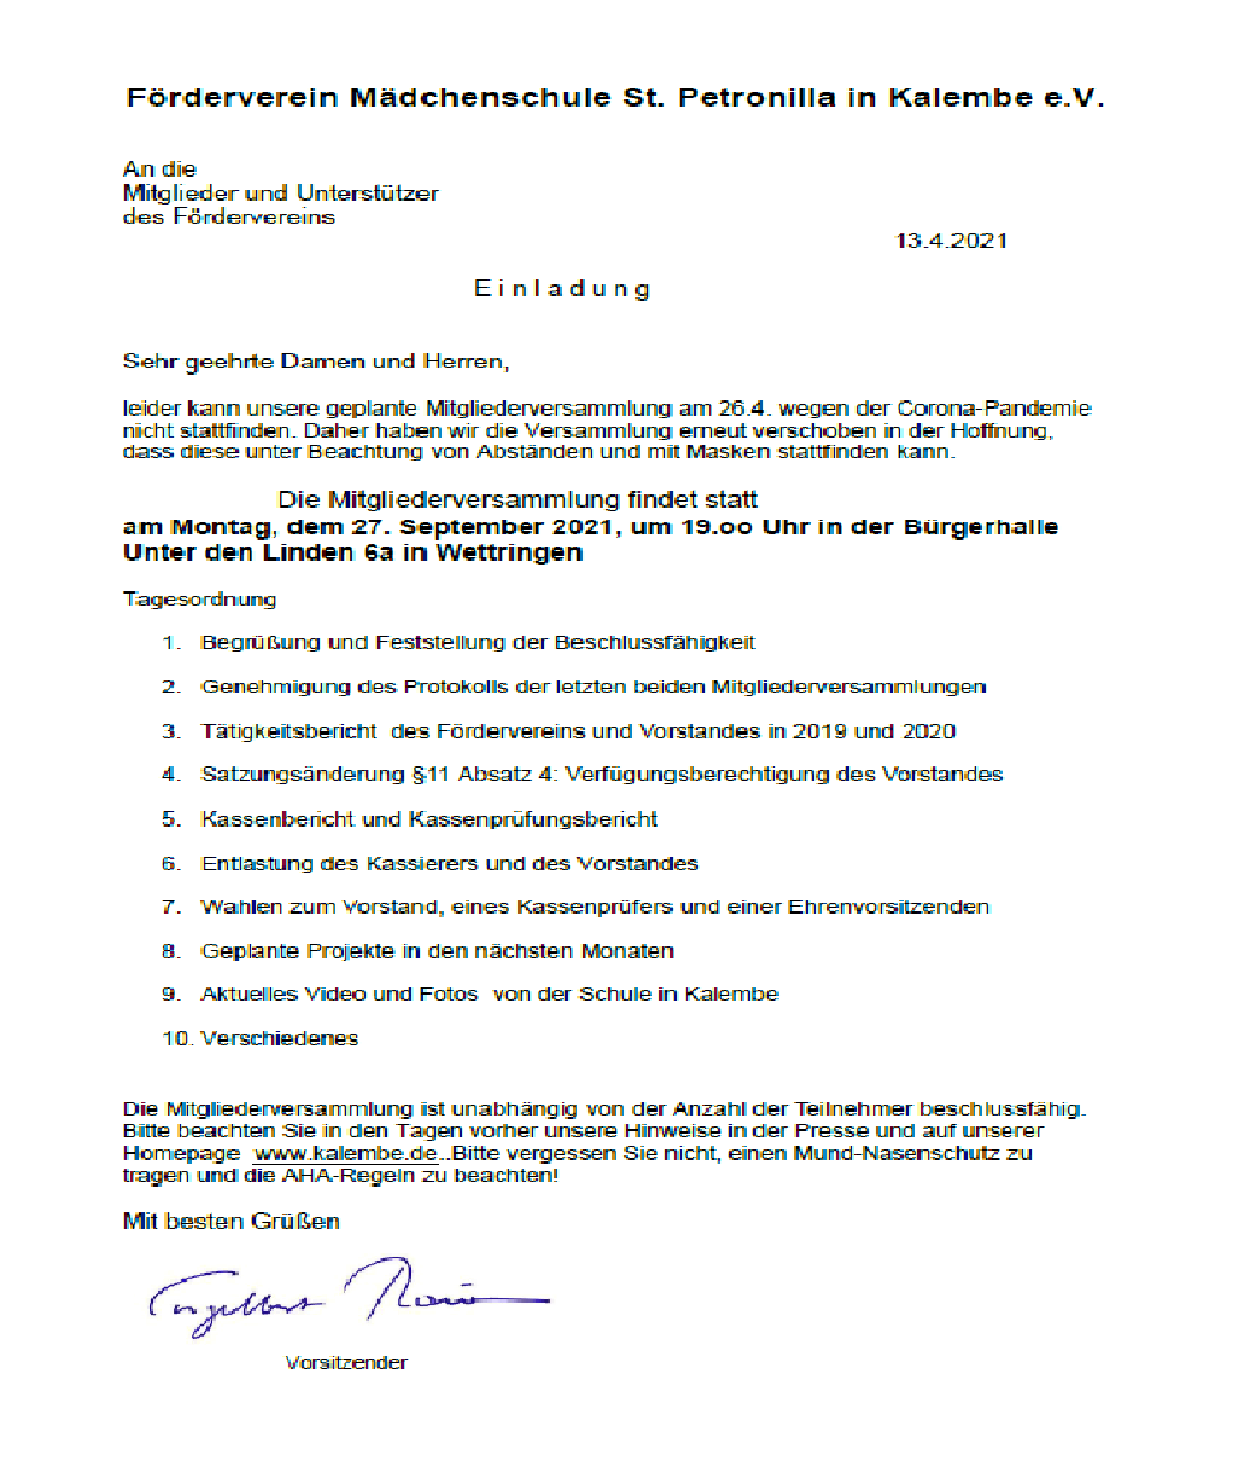 Förderverein Mädchenschule St. Petronilla in Kalembe e.V.
An die
Mitglieder und Unterstützer
des Fördervereins
13.4.2021
E i n l a d u n g
Sehr geehrte Damen und Herren,
leider kann unsere geplante Mitgliederversammlung am 26.4. wegen der Corona-Pandemie
nicht stattfinden. Daher haben wir die Versammlung erneut verschoben in der Hoffnung,
dass diese unter Beachtung von Abständen und mit Masken stattfinden kann.
Die Mitgliederversammlung findet statt
am Montag, dem 27. September 2021, um 19.oo Uhr in der Bürgerhalle
Unter den Linden 6a in Wettringen
Tagesordnung
1. Begrüßung und Feststellung der Beschlussfähigkeit
2. Genehmigung des Protokolls der letzten beiden Mitgliederversammlungen
3. Tätigkeitsbericht des Fördervereins und Vorstandes in 2019 und 2020
4. Satzungsänderung §11 Absatz 4: Verfügungsberechtigung des Vorstandes
5. Kassenbericht und Kassenprüfungsbericht
6. Entlastung des Kassierers und des Vorstandes
7. Wahlen zum Vorstand, eines Kassenprüfers und einer Ehrenvorsitzenden
8. Geplante Projekte in den nächsten Monaten
9. Aktuelles Video und Fotos von der Schule in Kalembe
10. Verschiedenes
Die Mitgliederversammlung ist unabhängig von der Anzahl der Teilnehmer beschlussfähig.
Bitte beachten Sie in den Tagen vorher unsere Hinweise in der Presse und auf unserer
Homepage www.kalembe.de..Bitte vergessen Sie nicht, einen Mund-Nasenschutz zu
tragen und die AHA-Regeln zu beachten!
Mit besten Grüßen
Vorsitzender